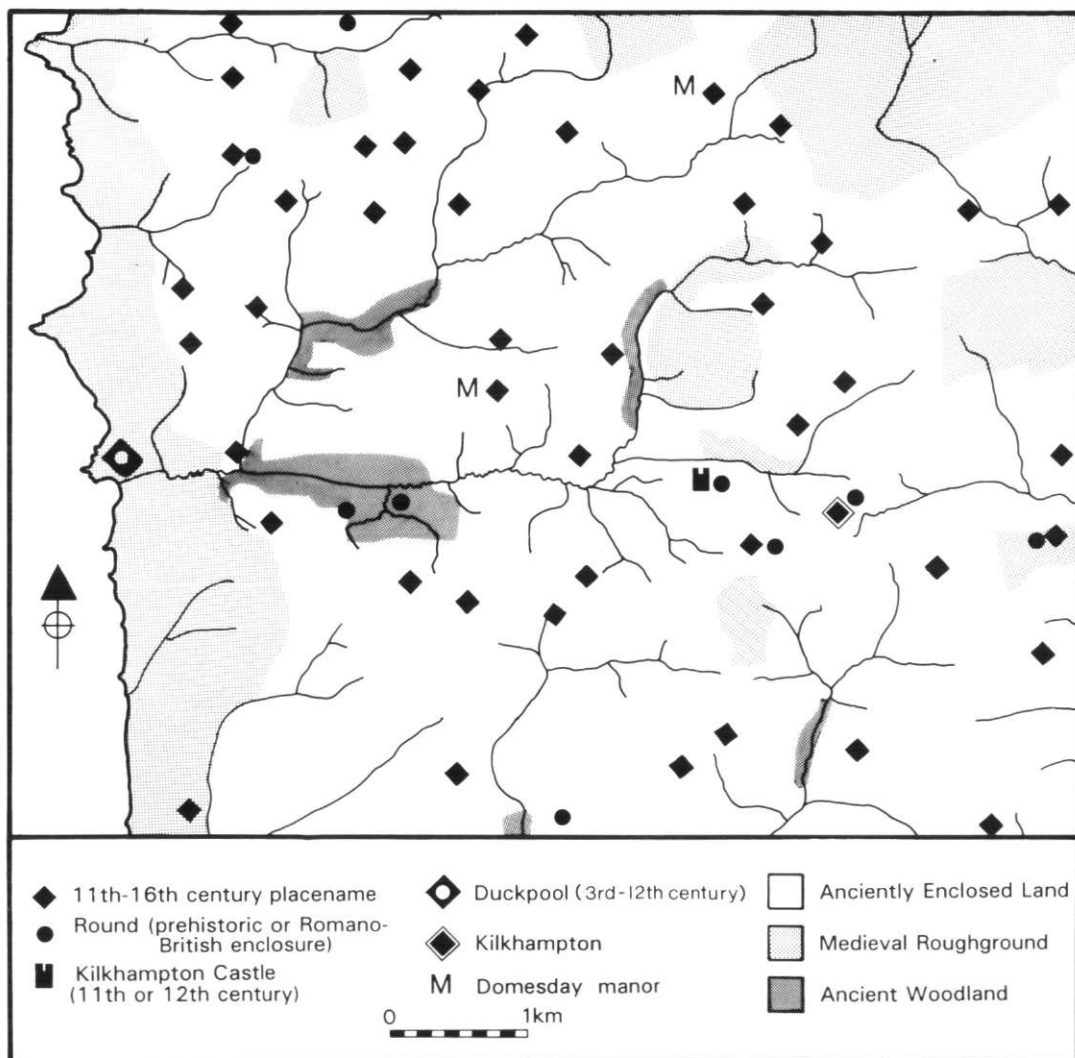 M
M
11th-16th century placename
Round (prehistoric or Romano-
British enclosure)
Kilkhampton Castle
(11th or 12th century)
Duckpool (3rd-12th century)
Kilkhampton
M Domesday manor
0 1km
Anciently Enclosed Land
Medieval Roughground
Ancient Woodland